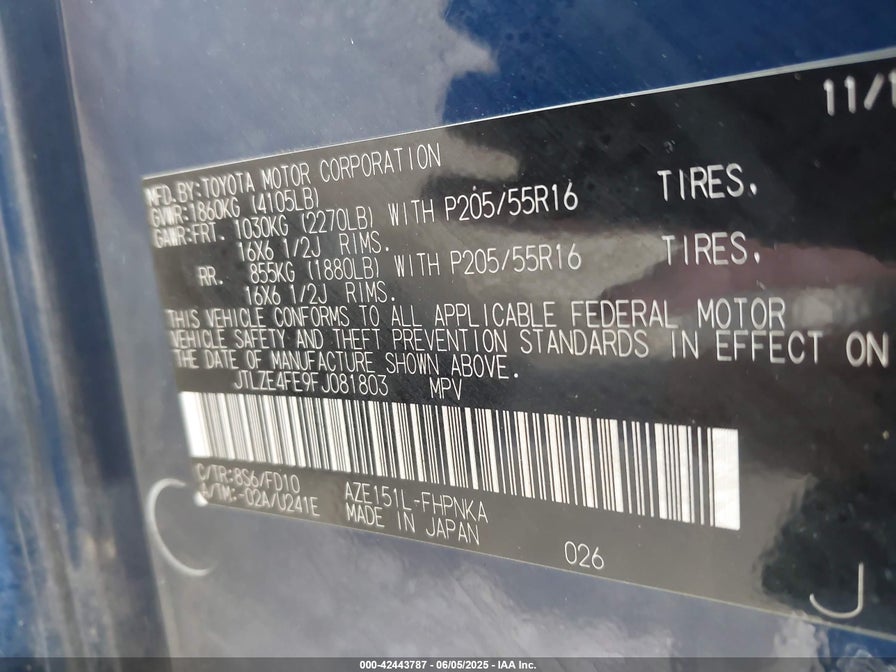 11/1
MFD.BY:TOYOTA MOTOR CORPORATION
GVWR:1860KG (4105LB)
GAWR:FRT. 1030KG (2270LB) WITH P205/55R16 TIRES.
16X6 1/2J RIMS.
RR. 855KG (1880LB) WITH P205/55R16 TIRES.
16X6 1/2J RIMS.
THIS VEHICLE CONFORMS TO ALL APPLICABLE FEDERAL MOTOR
VEHICLE SAFETY AND THEFT PREVENTION STANDARDS IN EFFECT ON
THE DATE OF MANUFACTURE SHOWN ABOVE.
JTLZE4FE9FJ081803 MPV
C/TR:8S6/FD10
A/TM:-02A/U241E
AZE151L-FHPNKA
MADE IN JAPAN
026
J
000-42443787 - 06/05/2025 - IAA Inc.